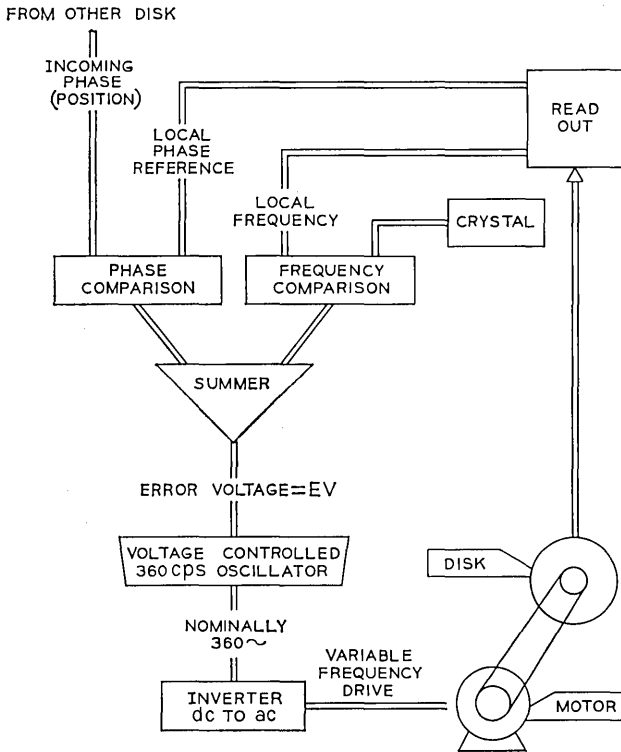 FROM OTHER DISK
INCOMING
PHASE
(POSITION)
LOCAL
PHASE
REFERENCE
READ
OUT
LOCAL
FREQUENCY
CRYSTAL
PHASE
COMPARISON
FREQUENCY
COMPARISON
SUMMER
ERROR VOLTAGE=EV
VOLTAGE CONTROLLED
360 cps OSCILLATOR
DISK
NOMINALLY
360~
VARIABLE
FREQUENCY
DRIVE
INVERTER
dc TO ac
MOTOR